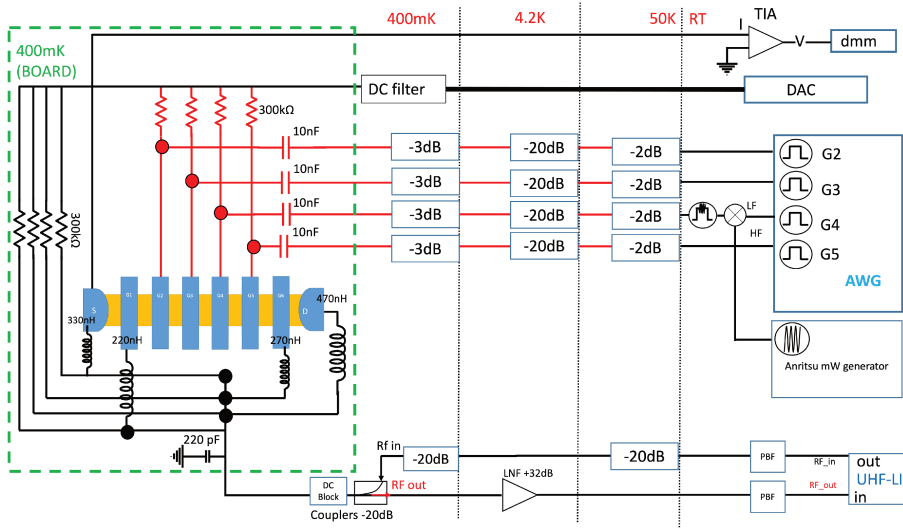 400mK
4.2K
50K
RT
TIA
I
V
dmm
400mK
(BOARD)
DC filter
DAC
300kΩ
10nF
-3dB
-20dB
-2dB
G2
10nF
-3dB
-20dB
-2dB
G3
10nF
-3dB
-20dB
-2dB
LF
G4
300kΩ
10nF
-3dB
-20dB
-2dB
HF
G5
AWG
S
G1
G2
G3
G4
G5
G6
D
470nH
330nH
220nH
270nH
Anritsu mW generator
220 pF
Rf in
-20dB
-20dB
PBF
RF_in
out
UHF-LI
LNF +32dB
DC
Block
RF out
PBF
RF_out
in
Couplers -20dB